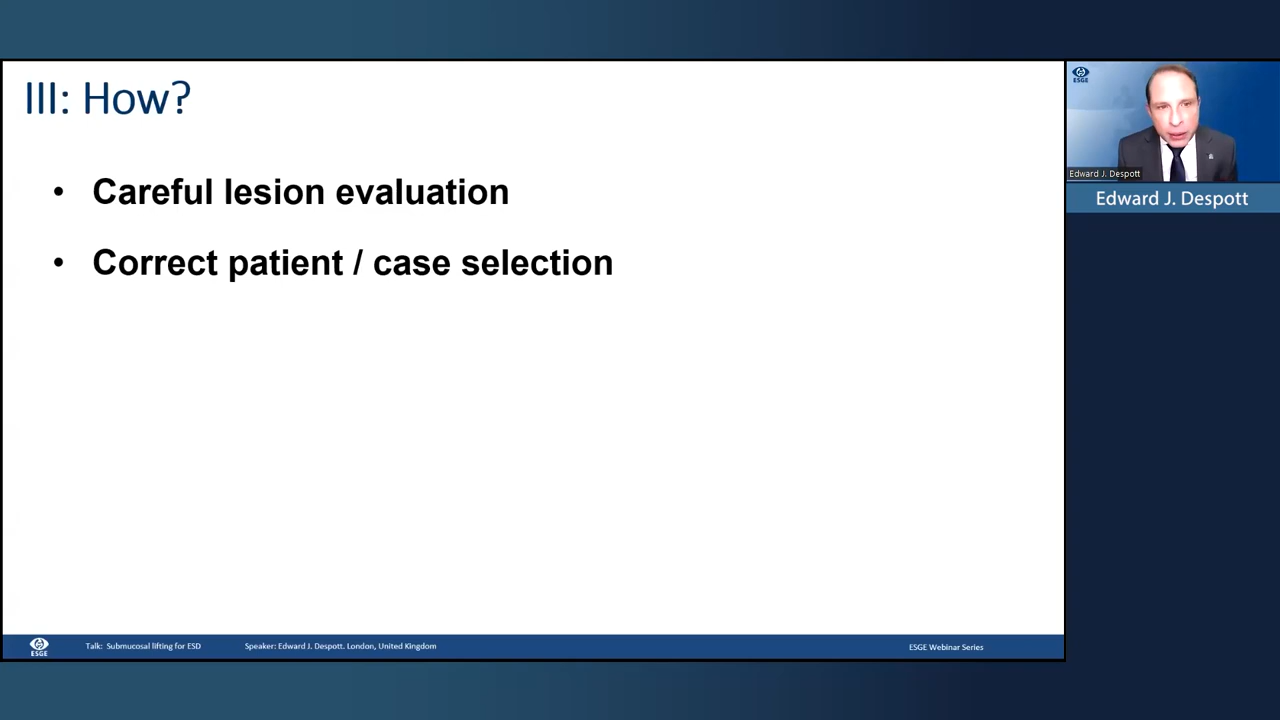 III: How?
• Careful lesion evaluation
• Correct patient / case selection
ESGE
Edward J. Despott
Edward J. Despott
ESGE
Talk: Submucosal lifting for ESD
Speaker: Edward J. Despott. London, United Kingdom
ESGE Webinar Series